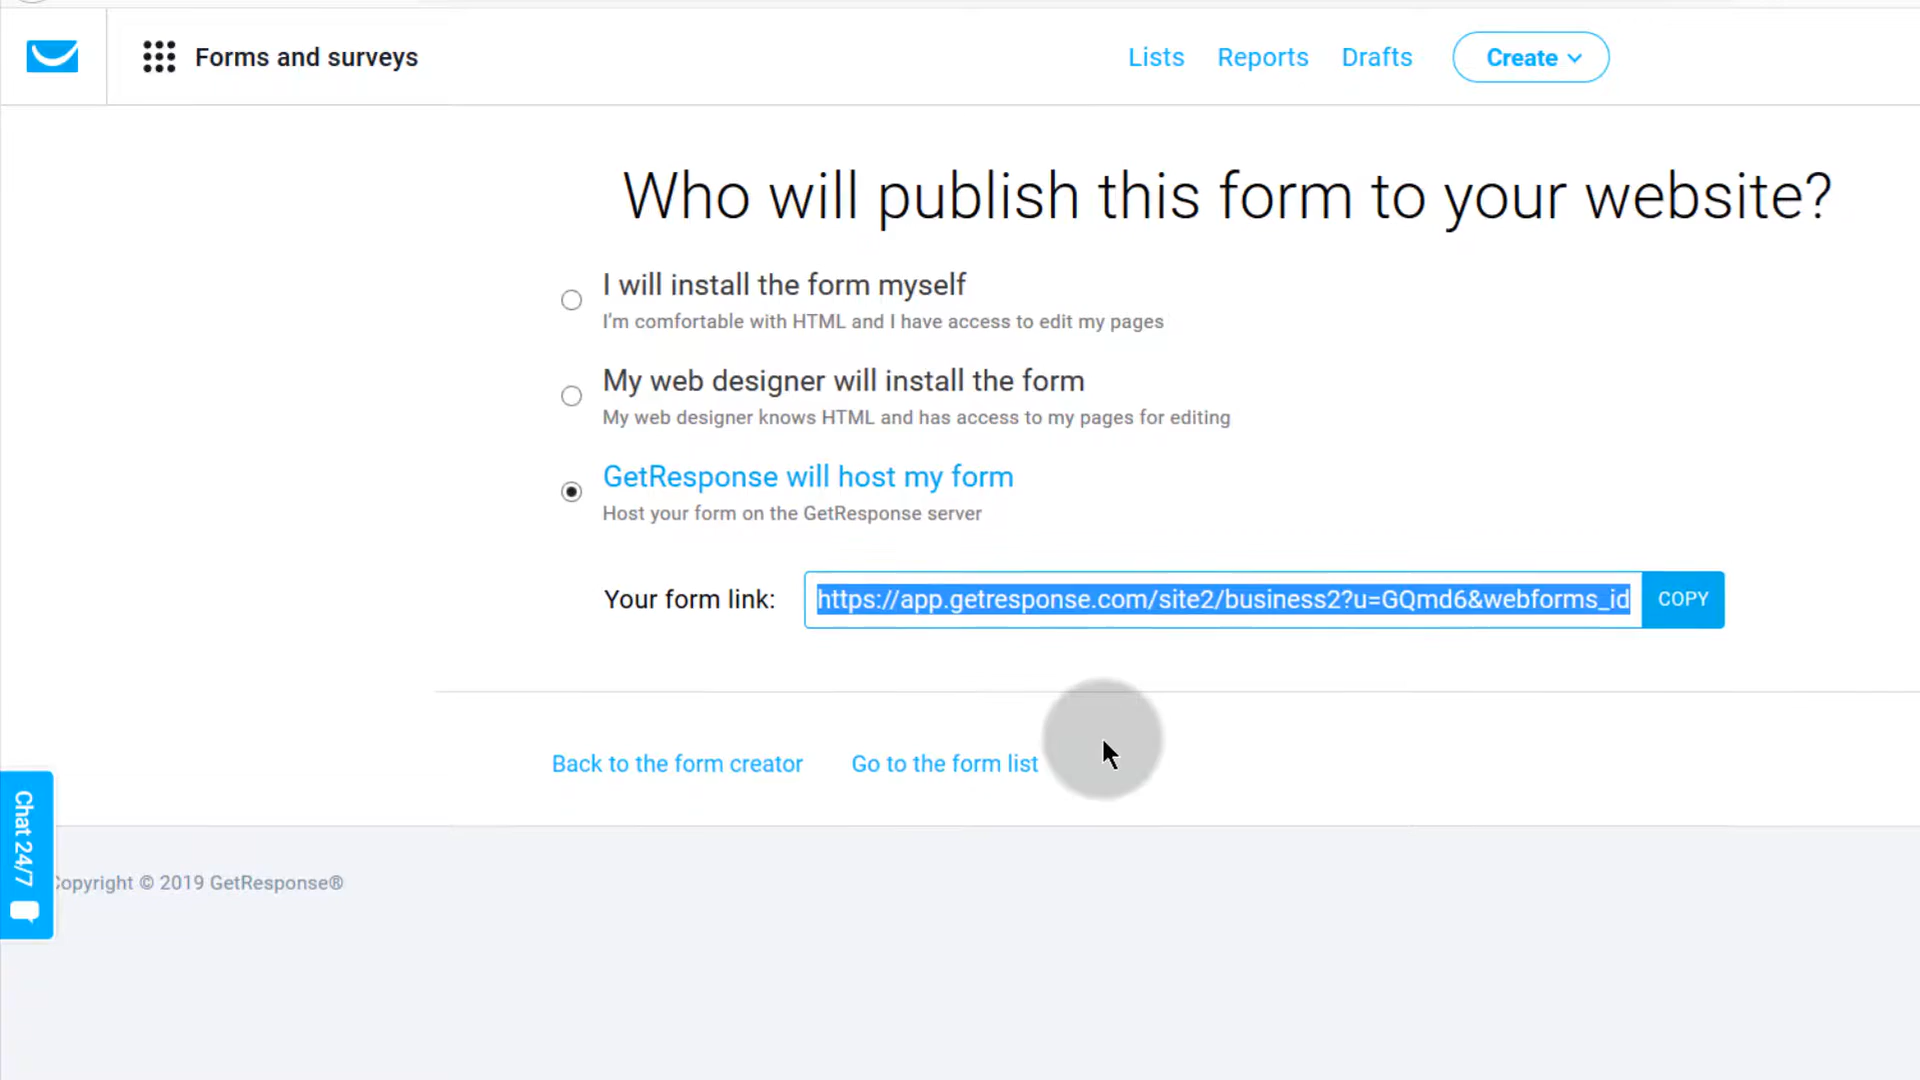 Forms and surveys
Lists
Reports
Drafts
Create
Who will publish this form to your website?
I will install the form myself
I'm comfortable with HTML and I have access to edit my pages
My web designer will install the form
My web designer knows HTML and has access to my pages for editing
GetResponse will host my form
Host your form on the GetResponse server
Your form link:
https://app.getresponse.com/site2/business2?u=GQmd6&webforms_id
COPY
Back to the form creator
Go to the form list
Chat 24/7
opyright © 2019 GetResponse®